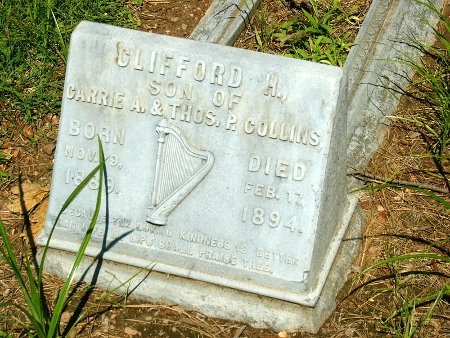 CLIFFORD H.,
SON OF
CARRIE A. & THOS. P. COLLINS
BORN
NOV. 9,
DIED
FEB. 17,
1894.
KINDNESS IS BETTER
LIPS SHALL PRAISE THEE.